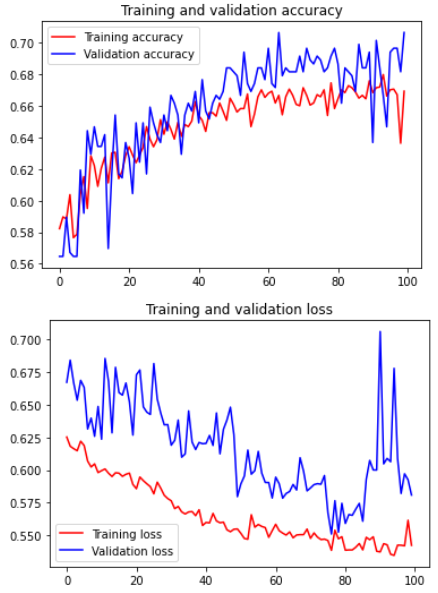 Training and validation accuracy
Training accuracy
Validation accuracy
0.70
0.68
0.66
0.64
0.62
0.60
0.58
0.56
0 20 40 60 80 100
Training and validation loss
0.700
0.675
0.650
0.625
0.600
0.575
0.550
Training loss
Validation loss
0 20 40 60 80 100